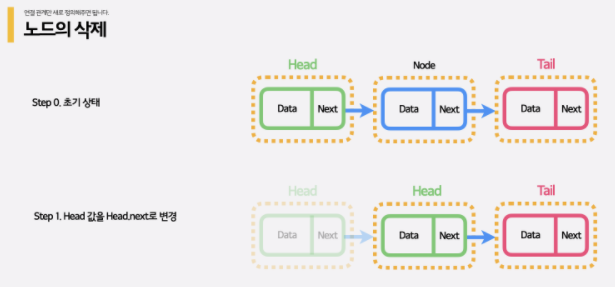 연결 관계만 새로 정의해주면 됩니다.
노드의 삭제
Head
Node
Tail
Step 0. 초기 상태
Data Next
Data Next
Data Next
Head
Head
Tail
Step 1. Head 값을 Head.next로 변경
Data Next
Data Next
Data Next